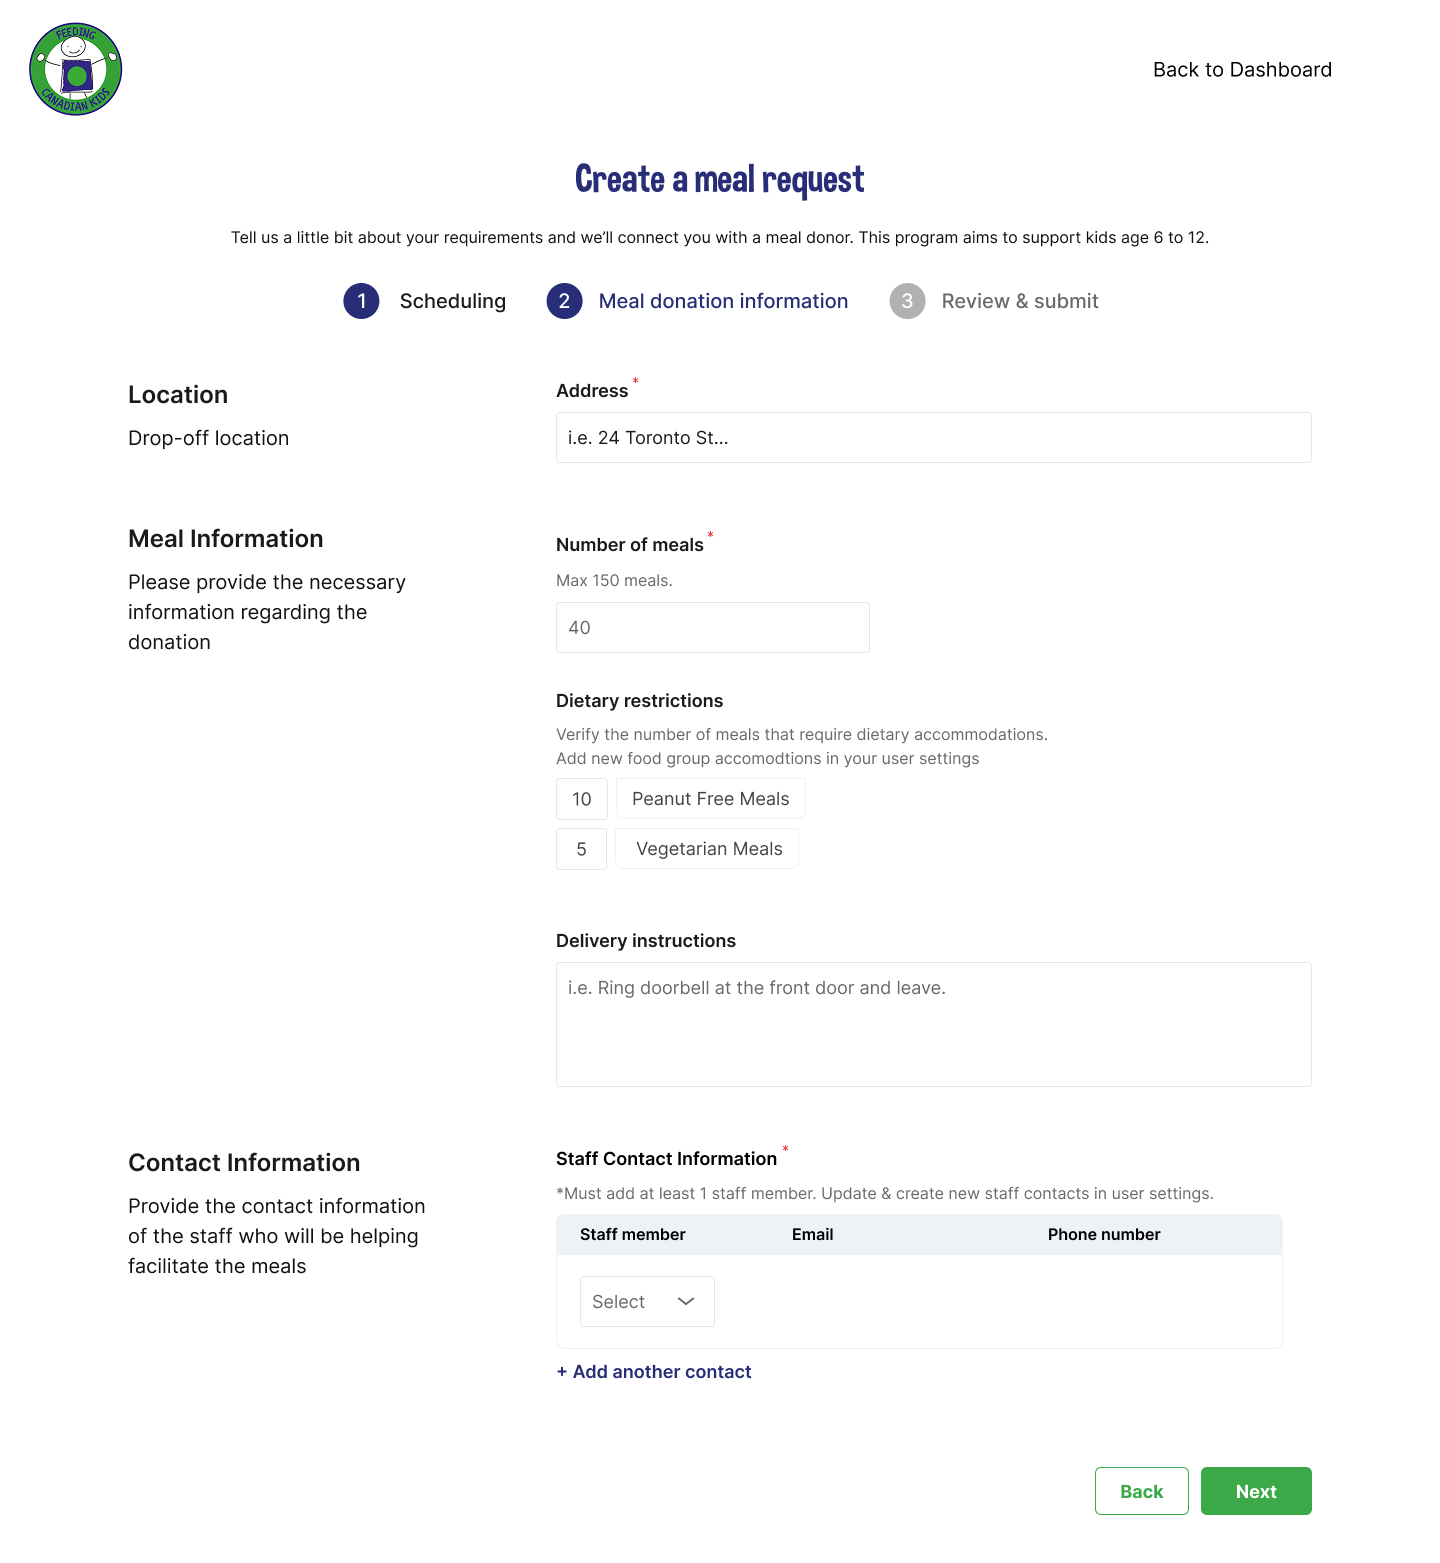 FEEDING
CANADIAN KIDS
Back to Dashboard
Create a meal request
Tell us a little bit about your requirements and we’ll connect you with a meal donor. This program aims to support kids age 6 to 12.
1 Scheduling 2 Meal donation information 3 Review & submit
Location
Drop-off location
Address *
i.e. 24 Toronto St...
Meal Information
Please provide the necessary
information regarding the
donation
Number of meals *
Max 150 meals.
40
Dietary restrictions
Verify the number of meals that require dietary accommodations.
Add new food group accomodtions in your user settings
10 Peanut Free Meals
5 Vegetarian Meals
Delivery instructions
i.e. Ring doorbell at the front door and leave.
Contact Information
Provide the contact information
of the staff who will be helping
facilitate the meals
Staff Contact Information *
*Must add at least 1 staff member. Update & create new staff contacts in user settings.
Staff member Email Phone number
Select
+ Add another contact
Back Next